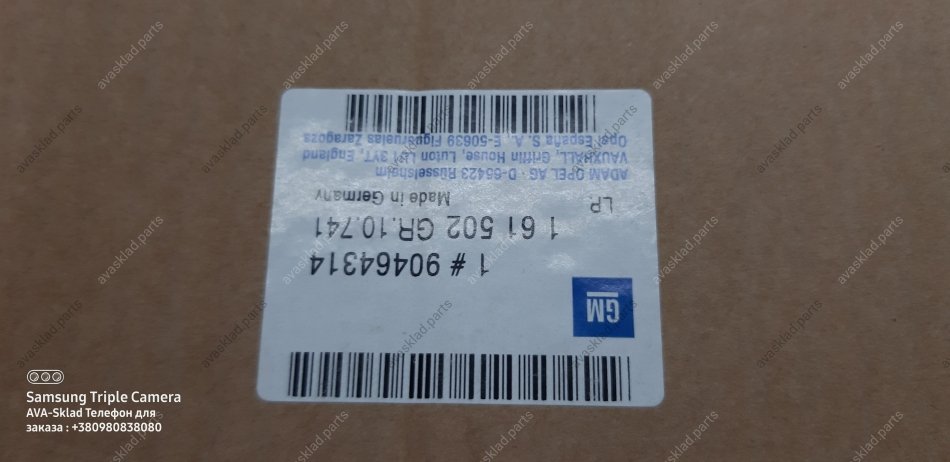 GM
1 # 90464314
1 61 502 GR.10.741
LP. Made in Germany
ADAM OPEL AG · D-65423 Rüsselsheim
VAUXHALL, Griffin House, Luton LU1 3YT, England
Opel España S. A., E-50639 Figueruelas Zaragoza
Samsung Triple Camera
AVA-Sklad Телефон для
заказа : +380980838080
avasklad.parts